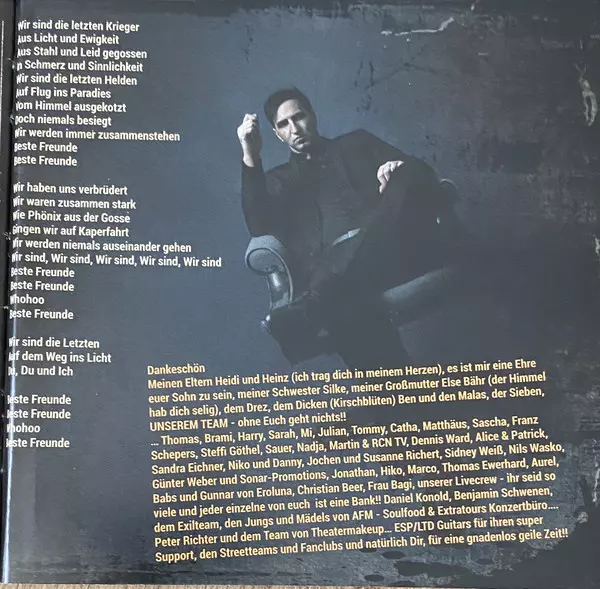 Wir sind die letzten Krieger
Aus Licht und Ewigkeit
Aus Stahl und Leid gegossen
In Schmerz und Sinnlichkeit
Wir sind die letzten Helden
Auf Flug ins Paradies
Vom Himmel ausgekotzt
Doch niemals besiegt
Wir werden immer zusammenstehen
Beste Freunde
Beste Freunde
Wir haben uns verbrüdert
Wir waren zusammen stark
Wie Phönix aus der Gosse
Gingen wir auf Kaperfahrt
Wir werden niemals auseinander gehen
Wir sind, Wir sind, Wir sind, Wir sind, Wir sind
Beste Freunde
Beste Freunde
Whohoo
Beste Freunde
Wir sind die Letzten
Auf dem Weg ins Licht
Du, Du und Ich
Beste Freunde
Beste Freunde
Whohoo
Beste Freunde
Dankeschön
Meinen Eltern Heidi und Heinz (ich trag dich in meinem Herzen), es ist mir eine Ehre
euer Sohn zu sein, meiner Schwester Silke, meiner Großmutter Else Bähr (der Himmel
hab dich selig), dem Drez, dem Dicken (Kirschblüten) Ben und den Malas, der Sieben,
UNSEREM TEAM - ohne Euch geht nichts!!
... Thomas, Brami, Harry, Sarah, Mi, Julian, Tommy, Catha, Matthäus, Sascha, Franz
Schepers, Steffi Göthel, Sauer, Nadja, Martin & RCN TV, Dennis Ward, Alice & Patrick,
Sandra Eichner, Niko und Danny, Jochen und Susanne Richert, Sidney Weiß, Nils Wasko,
Günter Weber und Sonar-Promotions, Jonathan, Hiko, Marco, Thomas Ewerhard, Aurel,
Babs und Gunnar von Eroluna, Christian Beer, Frau Bagi, unserer Livecrew - ihr seid so
viele und jeder einzelne von euch ist eine Bank!! Daniel Konold, Benjamin Schwenen,
dem Exilteam, den Jungs und Mädels von AFM - Soulfood & Extratours Konzertbüro....
Peter Richter und dem Team von Theatermakeup... ESP/LTD Guitars für ihren super
Support, den Streetteams und Fanclubs und natürlich Dir, für eine gnadenlos geile Zeit!!